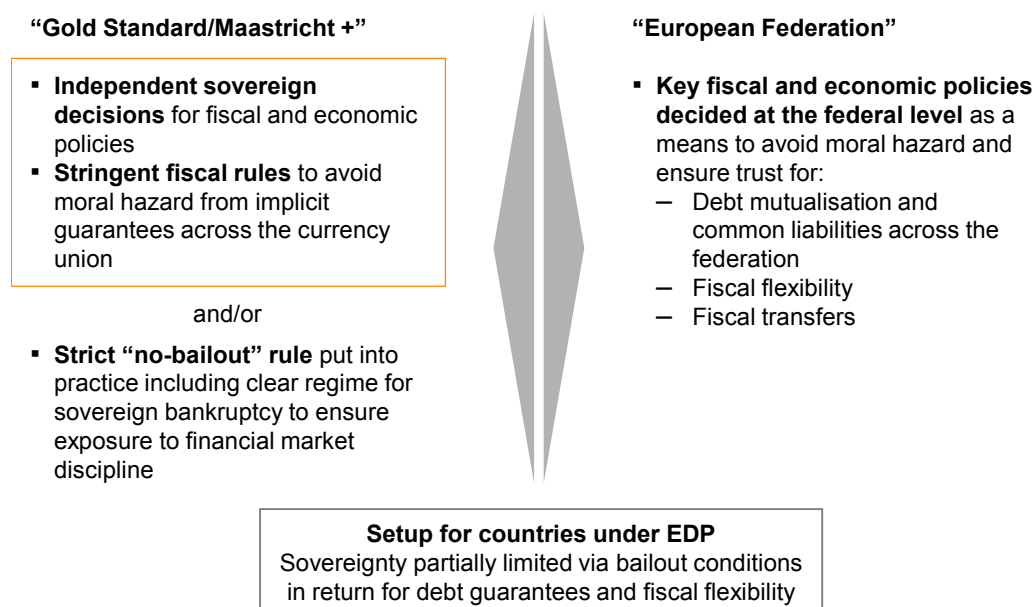 “Gold Standard/Maastricht +”
▪ Independent sovereign
decisions for fiscal and economic
policies
▪ Stringent fiscal rules to avoid
moral hazard from implicit
guarantees across the currency
union
and/or
▪ Strict “no-bailout” rule put into
practice including clear regime for
sovereign bankruptcy to ensure
exposure to financial market
discipline
“European Federation”
▪ Key fiscal and economic policies
decided at the federal level as a
means to avoid moral hazard and
ensure trust for:
– Debt mutualisation and
common liabilities across the
federation
– Fiscal flexibility
– Fiscal transfers
Setup for countries under EDP
Sovereignty partially limited via bailout conditions
in return for debt guarantees and fiscal flexibility